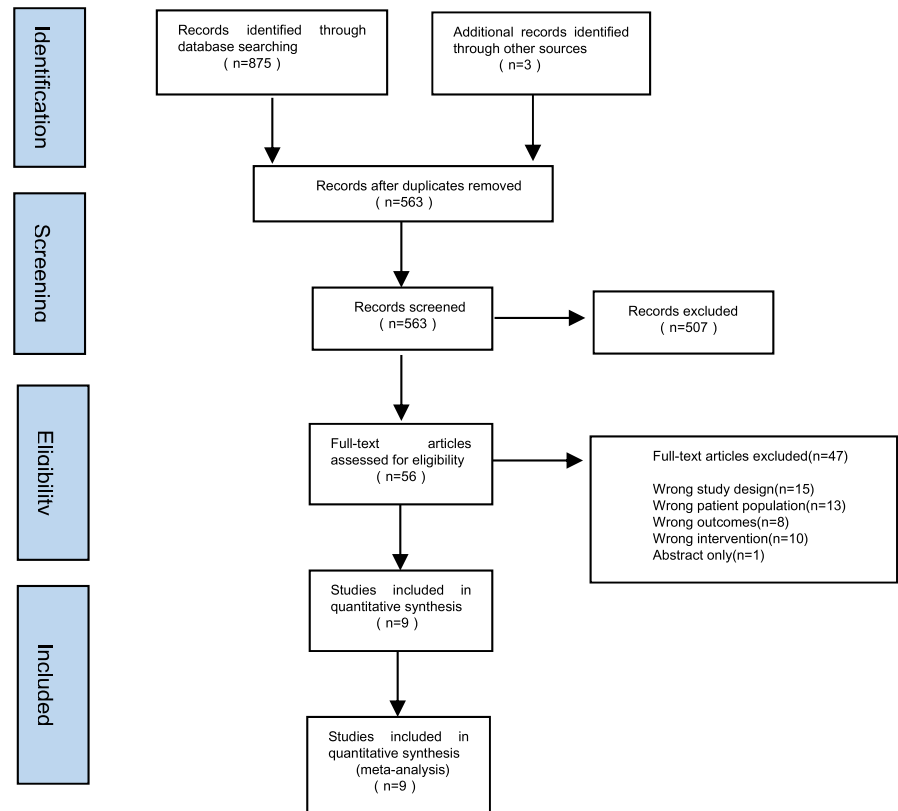 Identification
Records identified through
database searching
( n=875 )
Additional records identified
through other sources
( n=3 )
Records after duplicates removed
( n=563 )
Screening
Records screened
( n=563 )
Records excluded
( n=507 )
Eligibility
Full-text articles
assessed for eligibility
( n=56 )
Full-text articles excluded(n=47)
Wrong study design(n=15)
Wrong patient population(n=13)
Wrong outcomes(n=8)
Wrong intervention(n=10)
Abstract only(n=1)
Included
Studies included in
quantitative synthesis
( n=9 )
Studies included in
quantitative synthesis
(meta-analysis)
( n=9 )